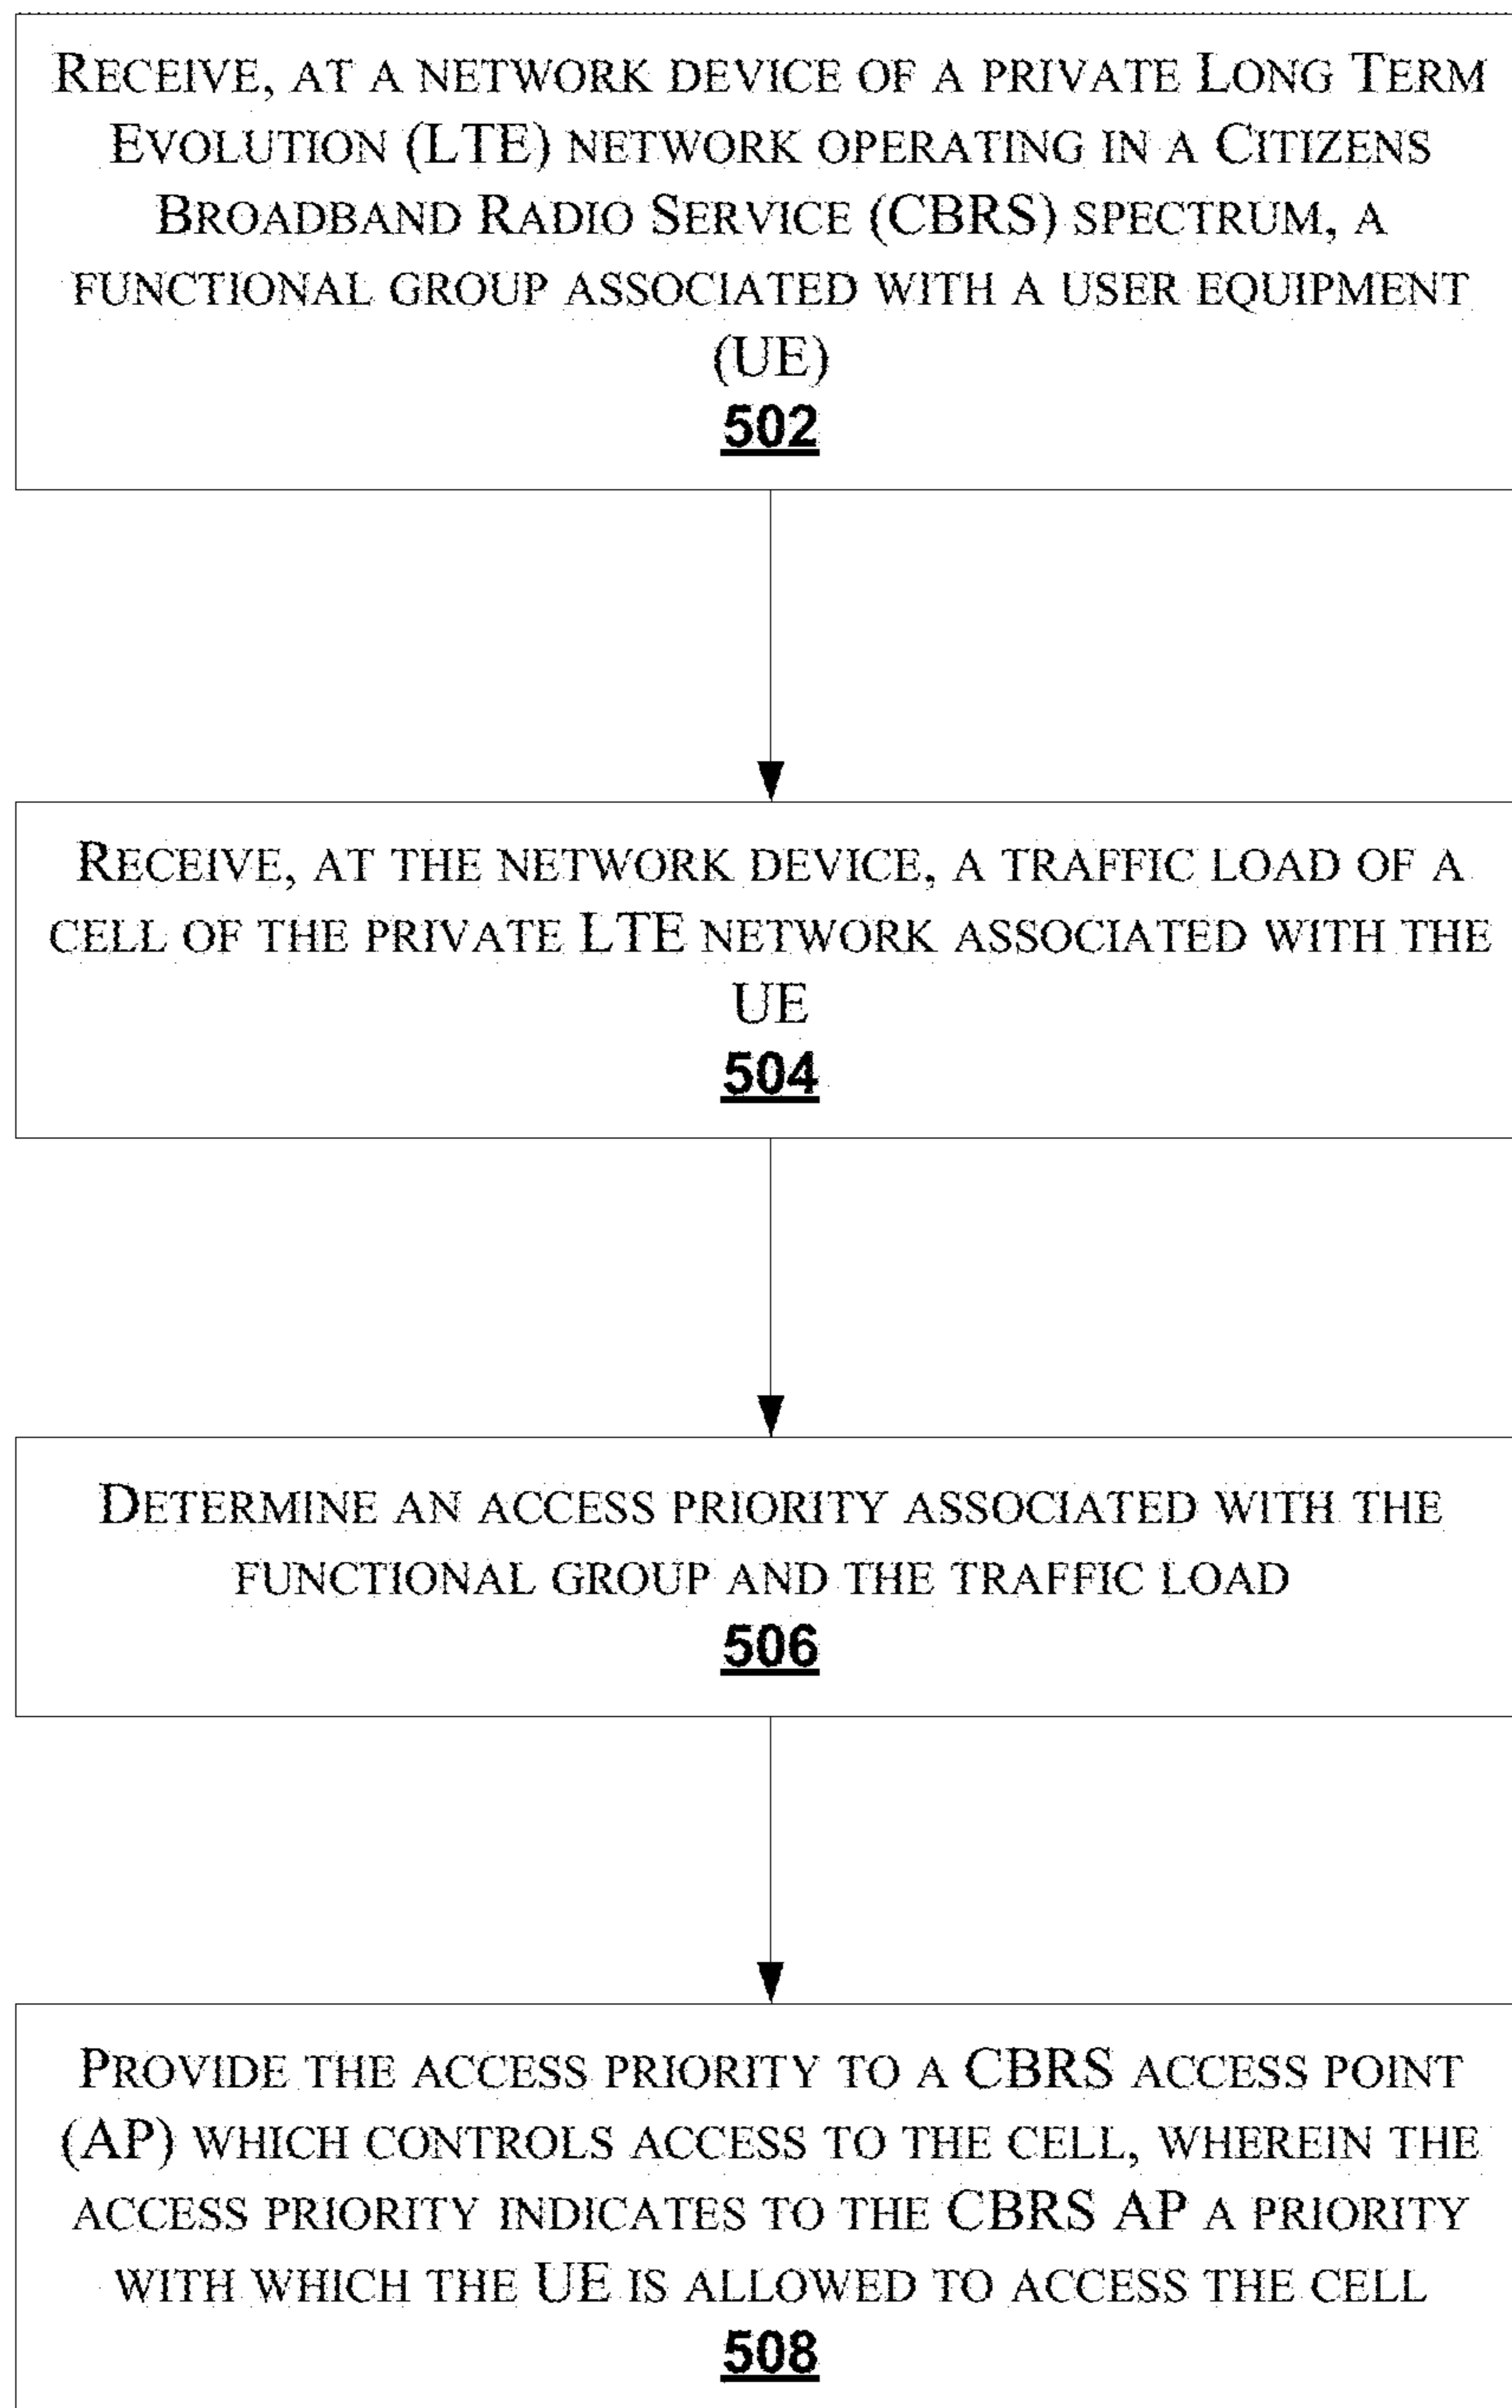 RECEIVE, AT A NETWORK DEVICE OF A PRIVATE LONG TERM
EVOLUTION (LTE) NETWORK OPERATING IN A CITIZENS
BROADBAND RADIO SERVICE (CBRS) SPECTRUM, A
FUNCTIONAL GROUP ASSOCIATED WITH A USER EQUIPMENT
(UE)
502
RECEIVE, AT THE NETWORK DEVICE, A TRAFFIC LOAD OF A
CELL OF THE PRIVATE LTE NETWORK ASSOCIATED WITH THE
UE
504
DETERMINE AN ACCESS PRIORITY ASSOCIATED WITH THE
FUNCTIONAL GROUP AND THE TRAFFIC LOAD
506
PROVIDE THE ACCESS PRIORITY TO A CBRS ACCESS POINT
(AP) WHICH CONTROLS ACCESS TO THE CELL, WHEREIN THE
ACCESS PRIORITY INDICATES TO THE CBRS AP A PRIORITY
WITH WHICH THE UE IS ALLOWED TO ACCESS THE CELL
508